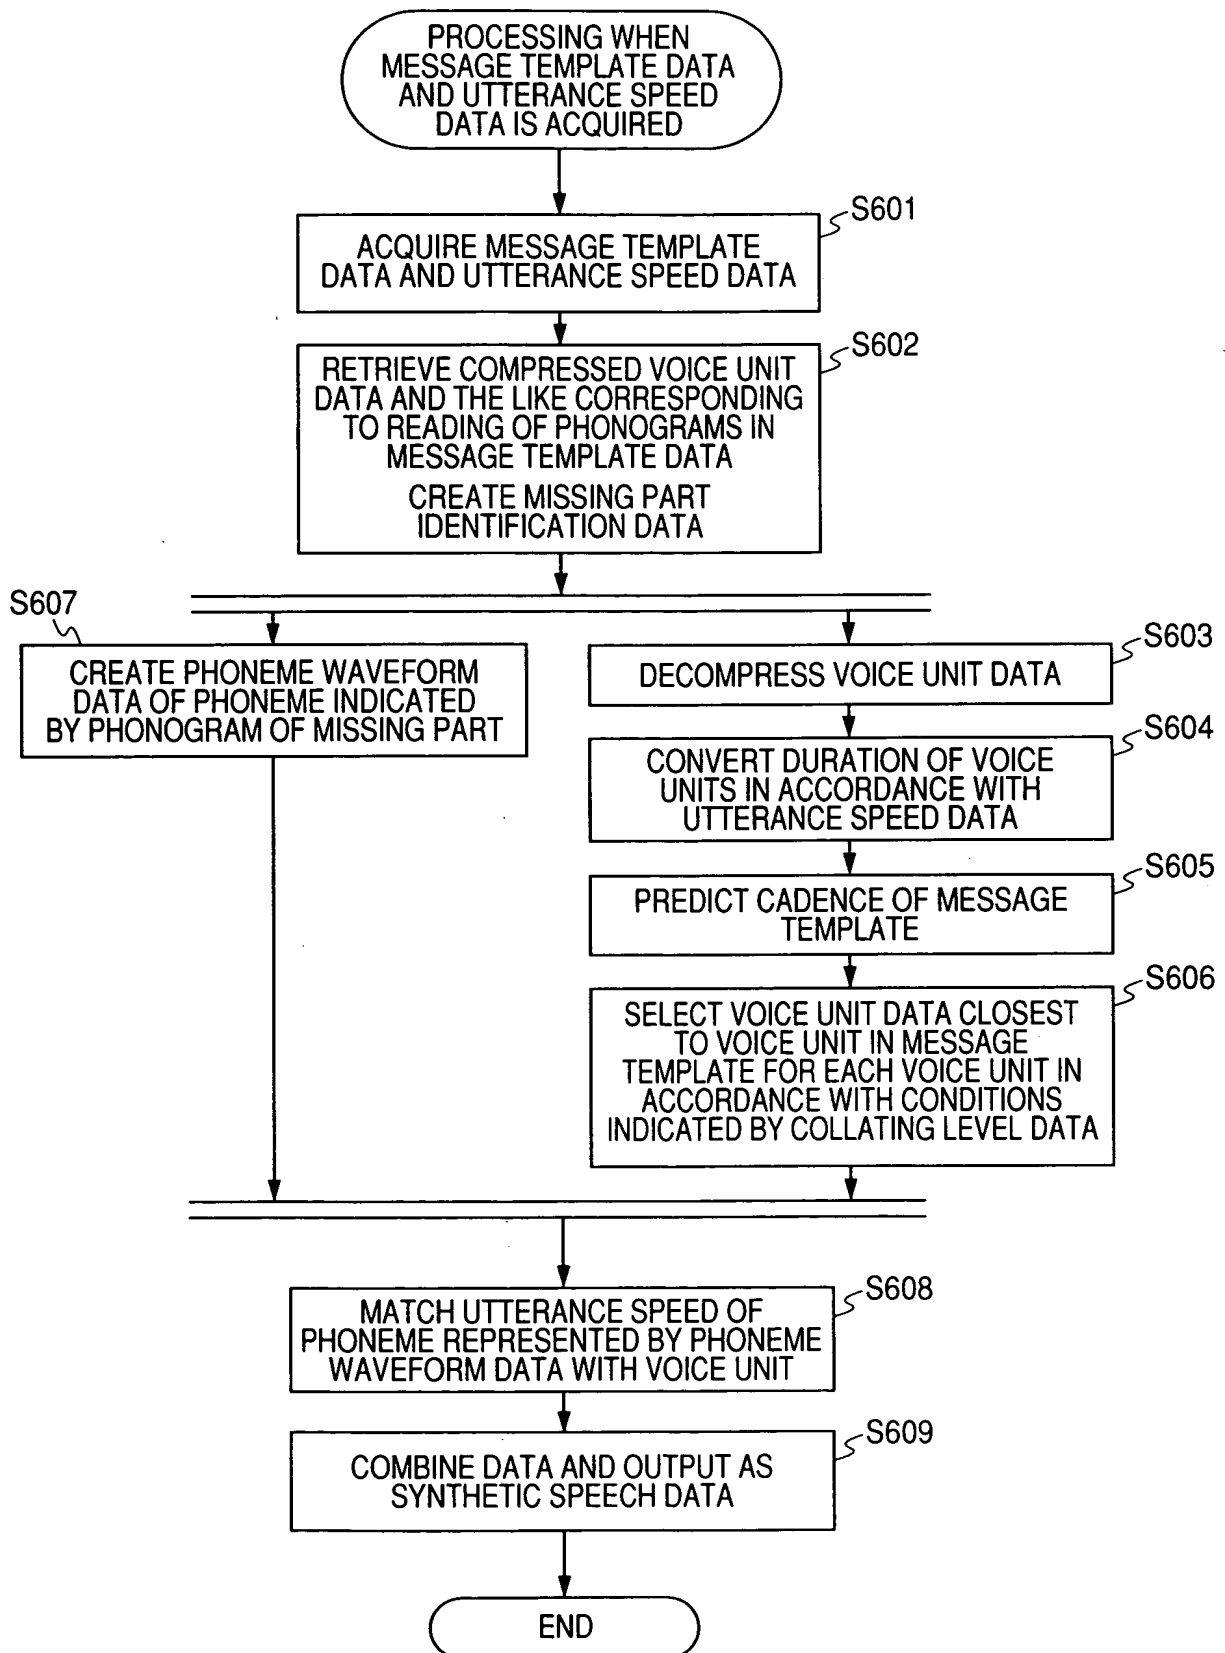 PROCESSING WHEN
MESSAGE TEMPLATE DATA
AND UTTERANCE SPEED
DATA IS ACQUIRED
S601
ACQUIRE MESSAGE TEMPLATE
DATA AND UTTERANCE SPEED DATA
S602
RETRIEVE COMPRESSED VOICE UNIT
DATA AND THE LIKE CORRESPONDING
TO READING OF PHONOGRAMS IN
MESSAGE TEMPLATE DATA
CREATE MISSING PART
IDENTIFICATION DATA
S607
CREATE PHONEME WAVEFORM
DATA OF PHONEME INDICATED
BY PHONOGRAM OF MISSING PART
S603
DECOMPRESS VOICE UNIT DATA
S604
CONVERT DURATION OF VOICE
UNITS IN ACCORDANCE WITH
UTTERANCE SPEED DATA
S605
PREDICT CADENCE OF MESSAGE
TEMPLATE
S606
SELECT VOICE UNIT DATA CLOSEST
TO VOICE UNIT IN MESSAGE
TEMPLATE FOR EACH VOICE UNIT IN
ACCORDANCE WITH CONDITIONS
INDICATED BY COLLATING LEVEL DATA
S608
MATCH UTTERANCE SPEED OF
PHONEME REPRESENTED BY PHONEME
WAVEFORM DATA WITH VOICE UNIT
S609
COMBINE DATA AND OUTPUT AS
SYNTHETIC SPEECH DATA
END